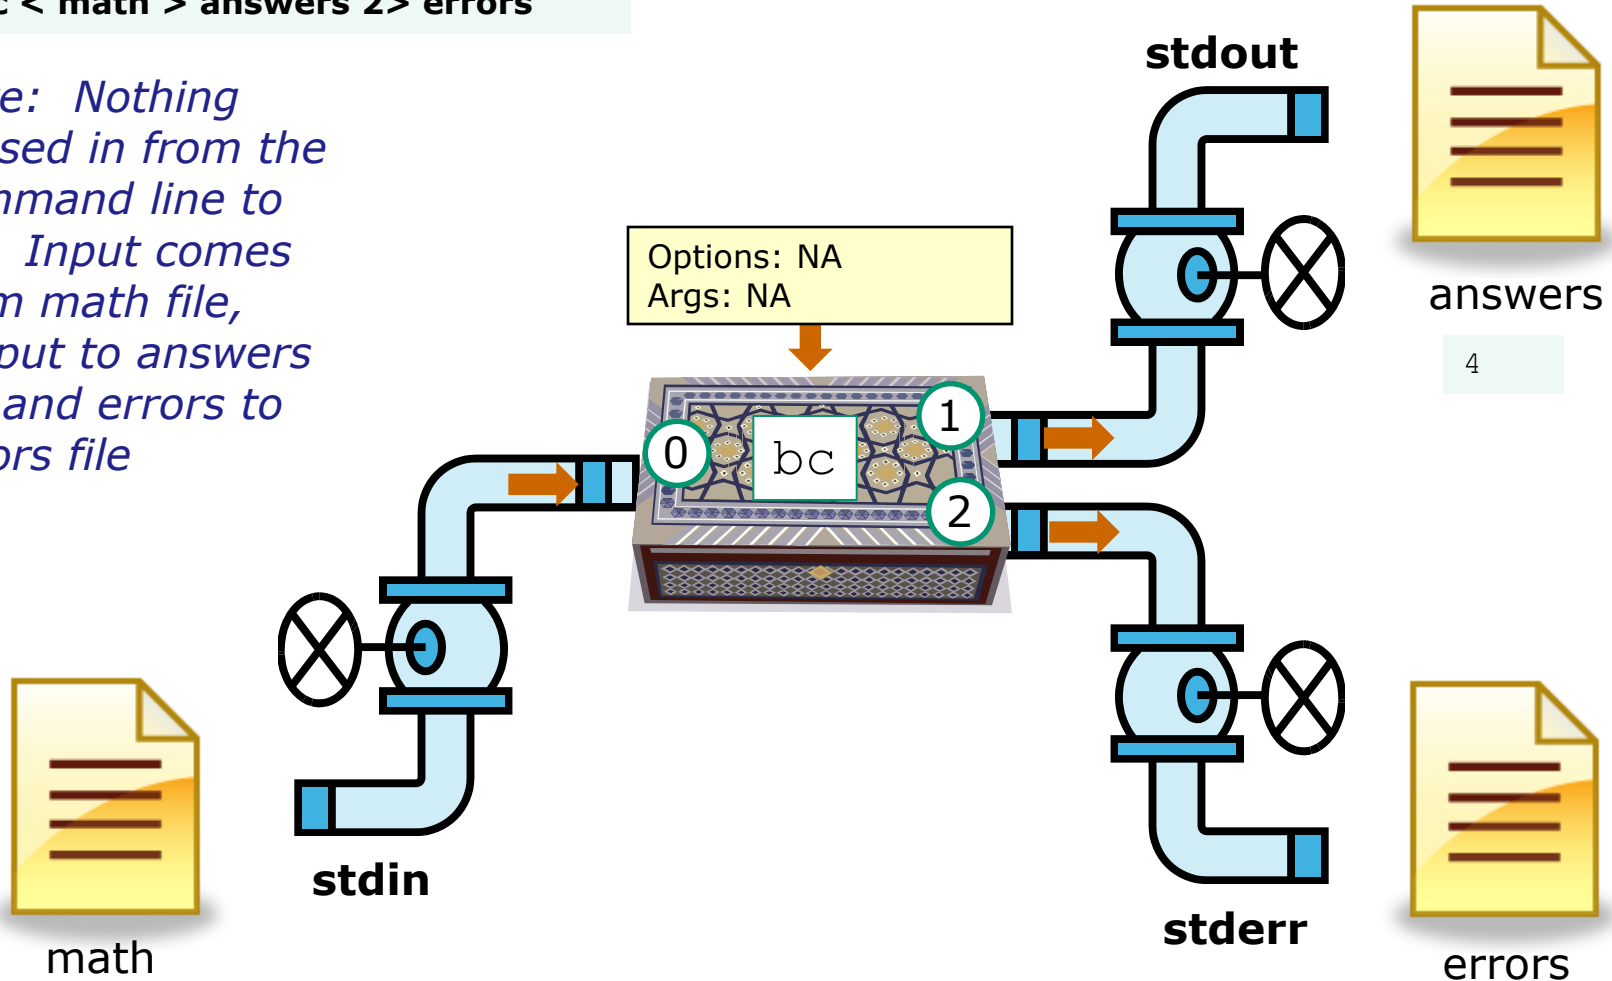 c < math > answers 2> errors
e: Nothing
sed in from the
mmand line to
Input comes
m math file,
put to answers
and errors to
ors file
stdout
answers
4
Options: NA
Args: NA
0
bc
1
2
stdin
math
stderr
errors